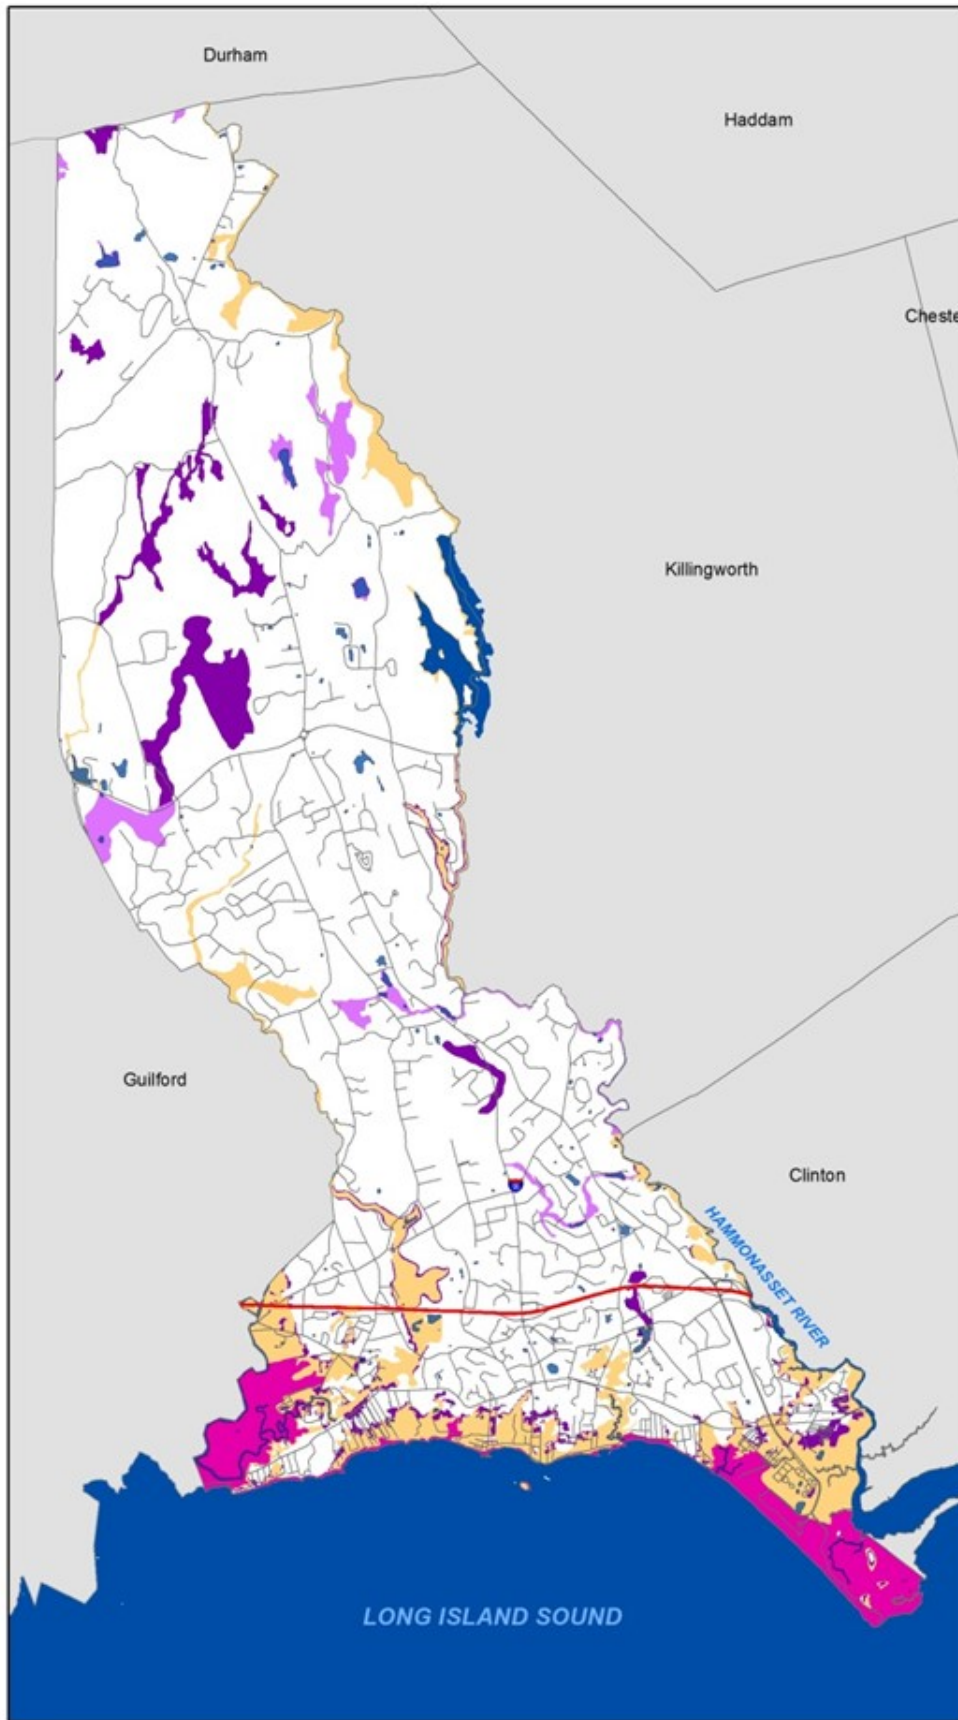 Durham
Haddam
Cheste
Killingworth
Guilford
Clinton
HAMMONASSET RIVER
LONG ISLAND SOUND